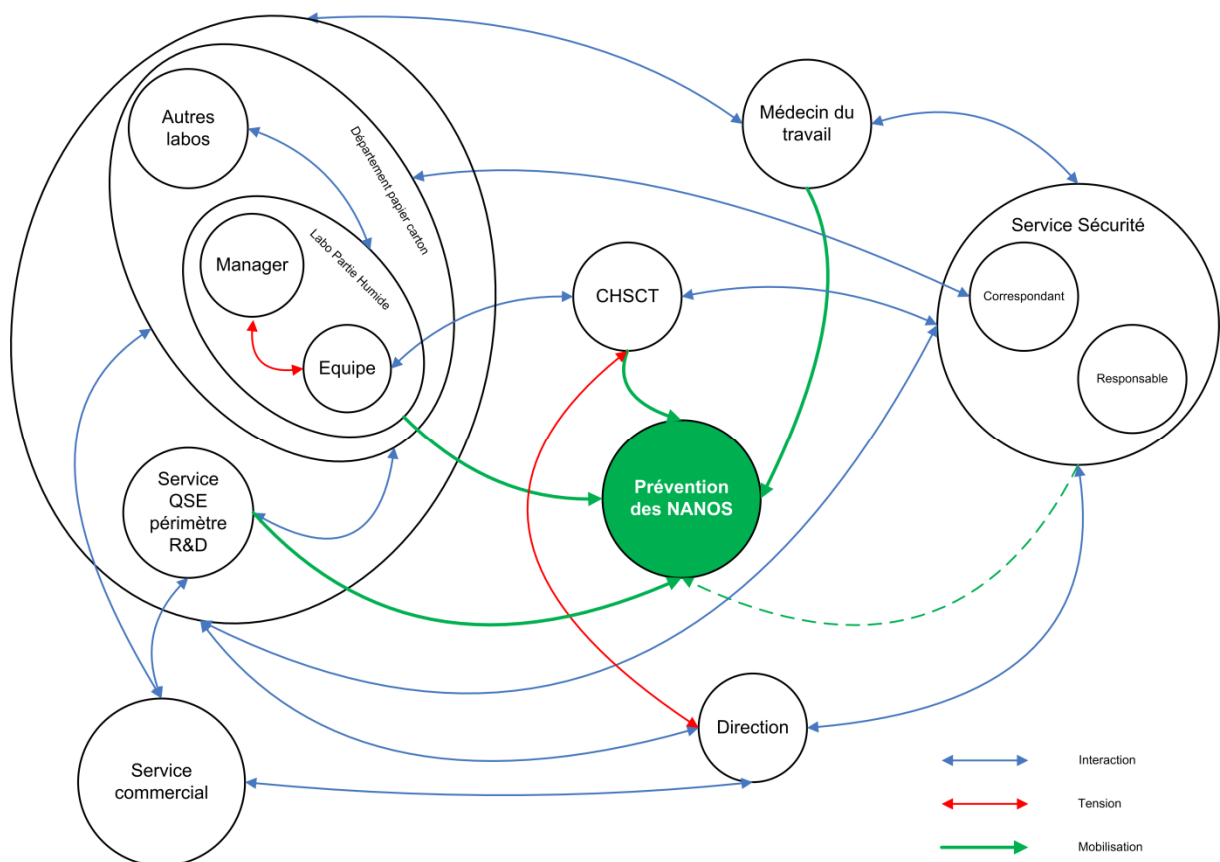 Autres
labos
Département papier carton
Labo Partie Humide
Manager
Equipe
Service
QSE
périmètre
R&D
Service
commercial
Médecin du
travail
CHSCT
Prévention
des NANOS
Direction
Service Sécurité
Correspondant
Responsable
Interaction
Tension
Mobilisation